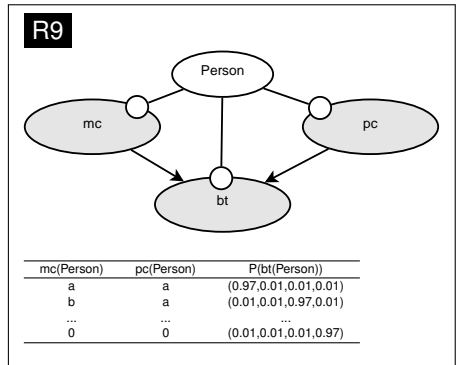 R9
Person
mc
pc
bt
mc(Person) pc(Person) P(bt(Person))
a a (0.97,0.01,0.01,0.01)
b a (0.01,0.01,0.97,0.01)
... ... ...
0 0 (0.01,0.01,0.01,0.97)